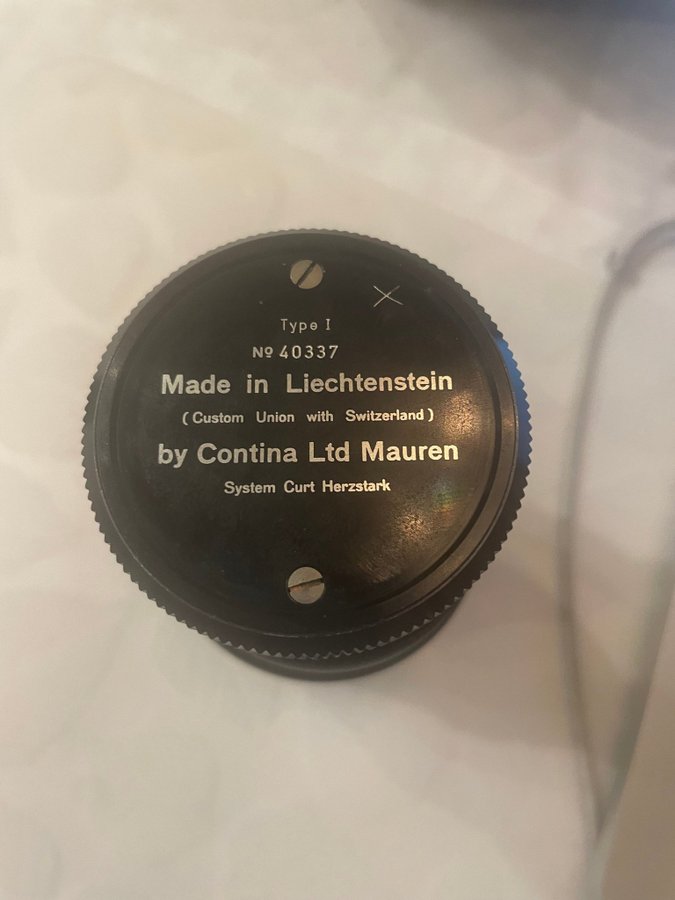 Type I
Nº 40337
Made in Liechtenstein
(Custom Union with Switzerland)
by Contina Ltd Mauren
System Curt Herzstark